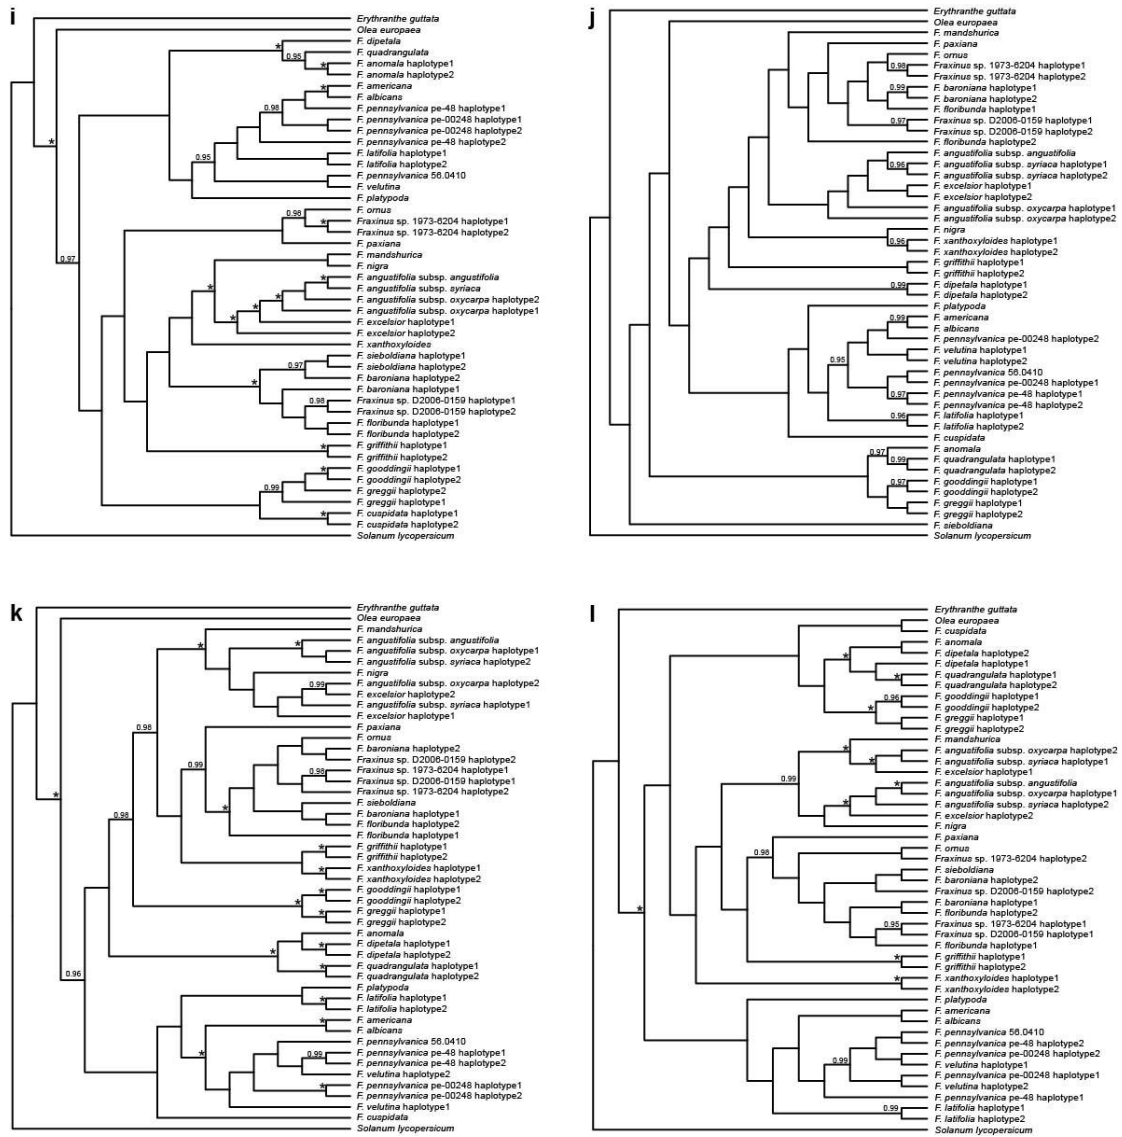 i
Erythranthe guttata
Olea europaea
*
F. dipetala
F. quadrangulata
0.95
*
F. anomala haplotype1
F. anomala haplotype2
*
F. americana
F. albicans
0.98
F. pennsylvanica pe-48 haplotype1
F. pennsylvanica pe-00248 haplotype1
F. pennsylvanica pe-00248 haplotype2
F. pennsylvanica pe-48 haplotype2
0.95
F. latifolia haplotype1
F. latifolia haplotype2
F. pennsylvanica 56.0410
F. velutina
F. platypoda
*
0.97
0.98
F. ornus
*
Fraxinus sp. 1973-6204 haplotype1
Fraxinus sp. 1973-6204 haplotype2
F. paxiana
F. mandshurica
F. nigra
*
*
F. angustifolia subsp. angustifolia
F. angustifolia subsp. syriaca
*
F. angustifolia subsp. oxycarpa haplotype2
*
F. angustifolia subsp. oxycarpa haplotype1
*
F. excelsior haplotype1
F. excelsior haplotype2
F. xanthoxyloides
F. sieboldiana haplotype1
0.97
F. sieboldiana haplotype2
F. baroniana haplotype2
*
F. baroniana haplotype1
0.98
Fraxinus sp. D2006-0159 haplotype1
Fraxinus sp. D2006-0159 haplotype2
F. floribunda haplotype1
F. floribunda haplotype2
*
F. griffithii haplotype1
F. griffithii haplotype2
*
F. gooddingii haplotype1
F. gooddingii haplotype2
0.99
F. greggii haplotype2
F. greggii haplotype1
*
F. cuspidata haplotype1
F. cuspidata haplotype2
Solanum lycopersicum
j
Erythranthe guttata
Olea europaea
F. mandshurica
F. paxiana
F. ornus
0.98
Fraxinus sp. 1973-6204 haplotype1
Fraxinus sp. 1973-6204 haplotype2
0.99
F. baroniana haplotype1
F. baroniana haplotype2
F. floribunda haplotype1
0.97
Fraxinus sp. D2006-0159 haplotype1
Fraxinus sp. D2006-0159 haplotype2
F. floribunda haplotype2
F. angustifolia subsp. angustifolia
0.96
F. angustifolia subsp. syriaca haplotype1
F. angustifolia subsp. syriaca haplotype2
F. excelsior haplotype1
F. excelsior haplotype2
F. angustifolia subsp. oxycarpa haplotype1
F. angustifolia subsp. oxycarpa haplotype2
F. nigra
0.96
F. xanthoxyloides haplotype1
F. xanthoxyloides haplotype2
F. griffithii haplotype1
F. griffithii haplotype2
0.99
F. dipetala haplotype1
F. dipetala haplotype2
F. platypoda
0.99
F. americana
F. albicans
F. pennsylvanica pe-00248 haplotype2
0.95
F. velutina haplotype1
F. velutina haplotype2
F. pennsylvanica 56.0410
F. pennsylvanica pe-00248 haplotype1
0.97
F. pennsylvanica pe-48 haplotype1
F. pennsylvanica pe-48 haplotype2
0.96
F. latifolia haplotype1
F. latifolia haplotype2
F. cuspidata
0.97
F. anomala
0.99
F. quadrangulata haplotype1
F. quadrangulata haplotype2
0.97
F. gooddingii haplotype1
F. gooddingii haplotype2
F. greggii haplotype1
F. greggii haplotype2
F. sieboldiana
Solanum lycopersicum
k
Erythranthe guttata
Olea europaea
F. mandshurica
*
*
F. angustifolia subsp. angustifolia
F. angustifolia subsp. oxycarpa haplotype1
F. angustifolia subsp. syriaca haplotype2
F. nigra
0.99
F. angustifolia subsp. oxycarpa haplotype2
F. excelsior haplotype2
F. angustifolia subsp. syriaca haplotype1
F. excelsior haplotype1
0.98
F. paxiana
F. ornus
F. baroniana haplotype2
Fraxinus sp. D2006-0159 haplotype2
0.99
0.98
Fraxinus sp. 1973-6204 haplotype1
Fraxinus sp. D2006-0159 haplotype1
Fraxinus sp. 1973-6204 haplotype2
*
*
F. sieboldiana
F. baroniana haplotype1
0.98
F. floribunda haplotype2
F. floribunda haplotype1
*
F. griffithii haplotype1
F. griffithii haplotype2
*
F. xanthoxyloides haplotype1
F. xanthoxyloides haplotype2
*
F. gooddingii haplotype1
*
F. gooddingii haplotype2
*
F. greggii haplotype1
F. greggii haplotype2
F. anomala
*
*
F. dipetala haplotype1
F. dipetala haplotype2
*
F. quadrangulata haplotype1
F. quadrangulata haplotype2
0.96
F. platypoda
*
F. latifolia haplotype1
F. latifolia haplotype2
*
F. americana
F. albicans
F. pennsylvanica 56.0410
*
0.99
F. pennsylvanica pe-48 haplotype1
F. pennsylvanica pe-48 haplotype2
F. velutina haplotype2
*
F. pennsylvanica pe-00248 haplotype1
F. pennsylvanica pe-00248 haplotype2
F. velutina haplotype1
F. cuspidata
Solanum lycopersicum
l
Erythranthe guttata
Olea europaea
F. cuspidata
F. anomala
*
F. dipetala haplotype2
F. dipetala haplotype1
*
F. quadrangulata haplotype1
F. quadrangulata haplotype2
0.96
F. gooddingii haplotype1
*
F. gooddingii haplotype2
F. greggii haplotype1
F. greggii haplotype2
F. mandshurica
*
F. angustifolia subsp. oxycarpa haplotype2
*
F. angustifolia subsp. syriaca haplotype1
F. excelsior haplotype1
0.99
*
F. angustifolia subsp. angustifolia
F. angustifolia subsp. oxycarpa haplotype1
*
F. angustifolia subsp. syriaca haplotype2
F. excelsior haplotype2
F. nigra
F. paxiana
0.98
F. ornus
Fraxinus sp. 1973-6204 haplotype2
F. sieboldiana
F. baroniana haplotype2
Fraxinus sp. D2006-0159 haplotype2
F. baroniana haplotype1
*
F. floribunda haplotype2
0.95
Fraxinus sp. 1973-6204 haplotype1
Fraxinus sp. D2006-0159 haplotype1
F. floribunda haplotype1
*
F. griffithii haplotype1
F. griffithii haplotype2
*
F. xanthoxyloides haplotype1
F. xanthoxyloides haplotype2
F. platypoda
F. americana
F. albicans
F. pennsylvanica 56.0410
F. pennsylvanica pe-48 haplotype2
F. pennsylvanica pe-00248 haplotype2
0.99
F. velutina haplotype1
F. pennsylvanica pe-00248 haplotype1
F. velutina haplotype2
F. pennsylvanica pe-48 haplotype1
0.99
F. latifolia haplotype1
F. latifolia haplotype2
Solanum lycopersicum